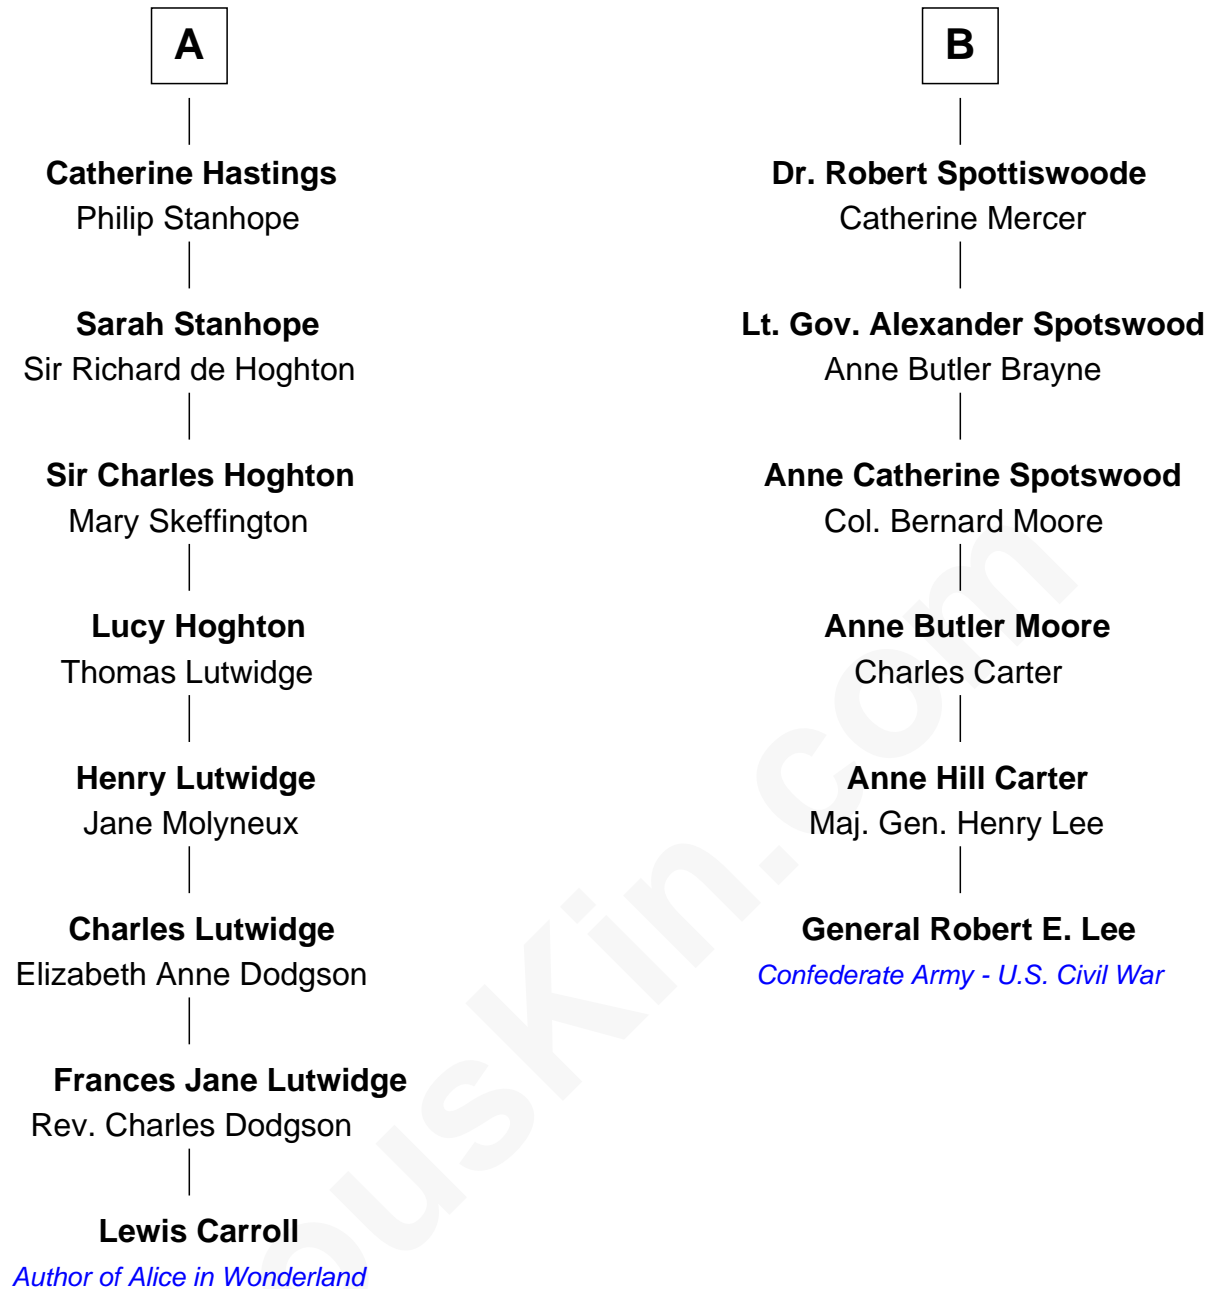 A
Catherine Hastings
Philip Stanhope
Sarah Stanhope
Sir Richard de Hoghton
Sir Charles Hoghton
Mary Skeffington
Lucy Hoghton
Thomas Lutwidge
Henry Lutwidge
Jane Molyneux
Charles Lutwidge
Elizabeth Anne Dodgson
Frances Jane Lutwidge
Rev. Charles Dodgson
Lewis Carroll
Author of Alice in Wonderland
B
Dr. Robert Spottiswoode
Catherine Mercer
Lt. Gov. Alexander Spotswood
Anne Butler Brayne
Anne Catherine Spotswood
Col. Bernard Moore
Anne Butler Moore
Charles Carter
Anne Hill Carter
Maj. Gen. Henry Lee
General Robert E. Lee
Confederate Army - U.S. Civil War
ousKin.com